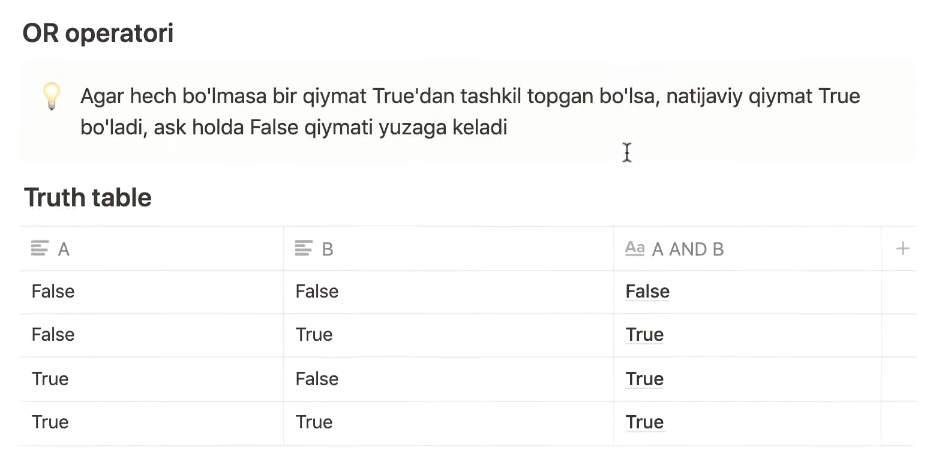 OR operatori
Agar hech bo'lmasa bir qiymat True'dan tashkil topgan bo'lsa, natijaviy qiymat True
bo'ladi, ask holda False qiymati yuzaga keladi
Truth table
A B Aa A AND B +
False False False
False True True
True False True
True True True